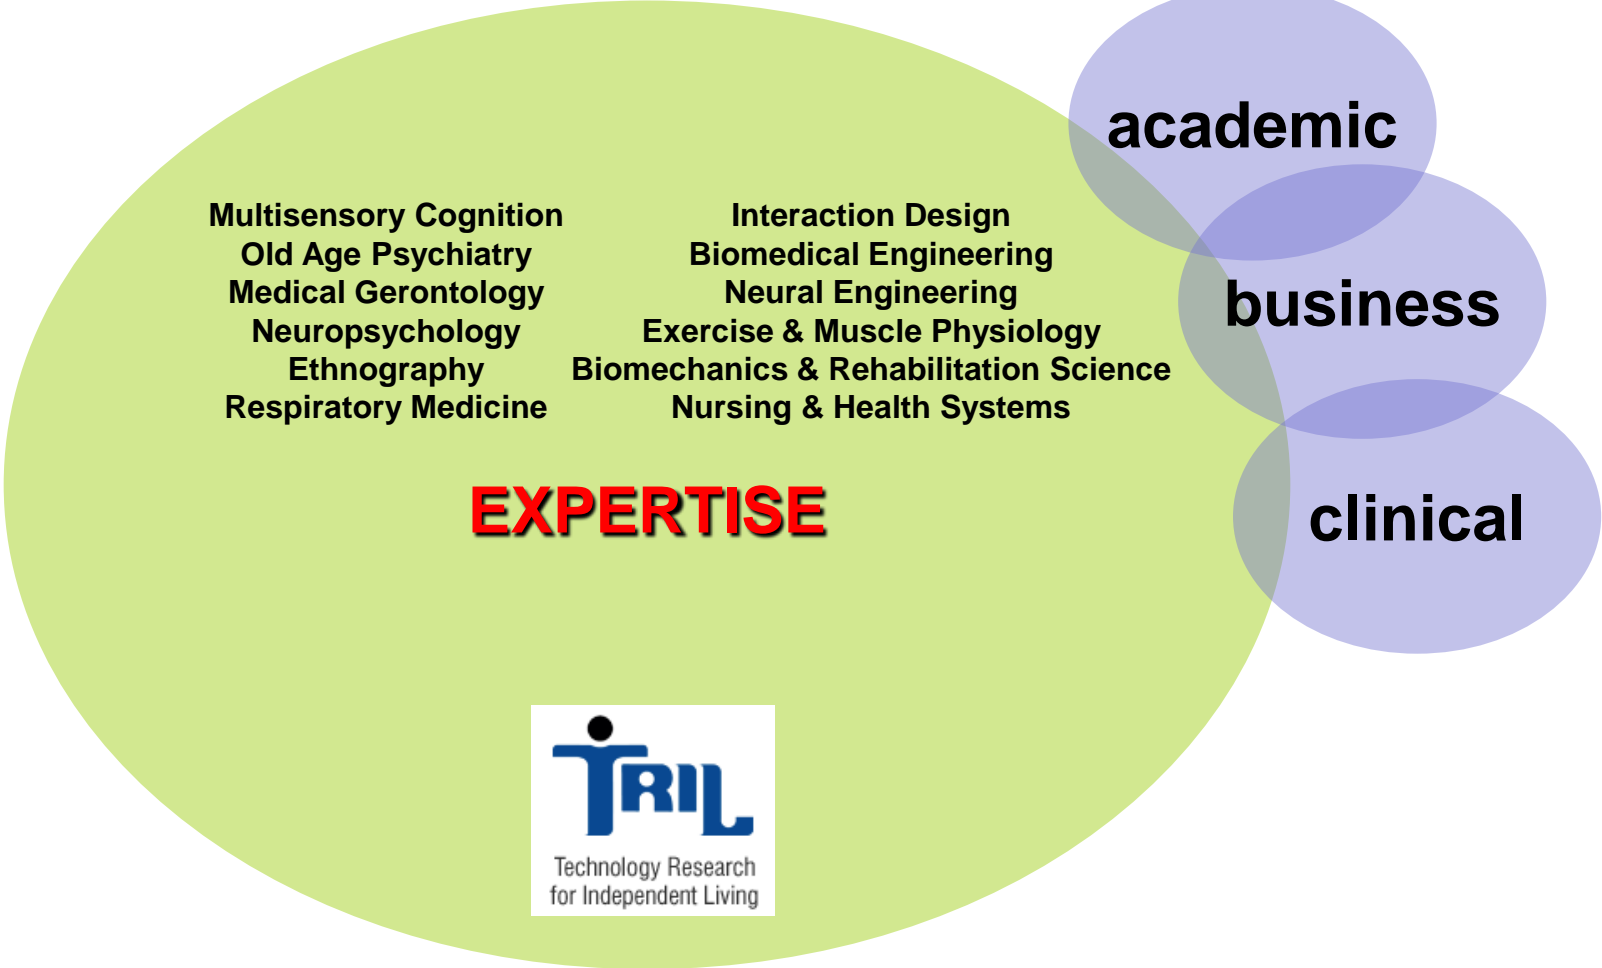 academic
business
clinical
Multisensory Cognition
Old Age Psychiatry
Medical Gerontology
Neuropsychology
Ethnography
Respiratory Medicine
Interaction Design
Biomedical Engineering
Neural Engineering
Exercise & Muscle Physiology
Biomechanics & Rehabilitation Science
Nursing & Health Systems
EXPERTISE
TRIL
Technology Research
for Independent Living